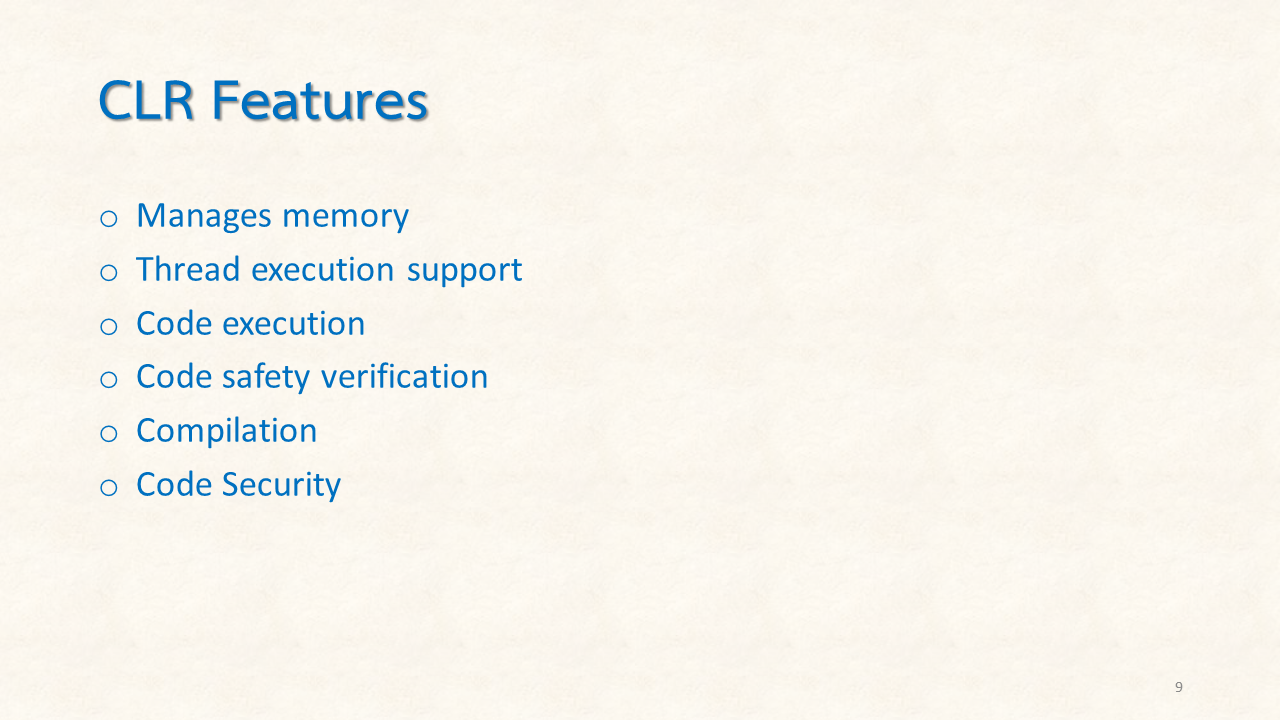 CLR Features
o Manages memory
o Thread execution support
o Code execution
o Code safety verification
o Compilation
o Code Security
9